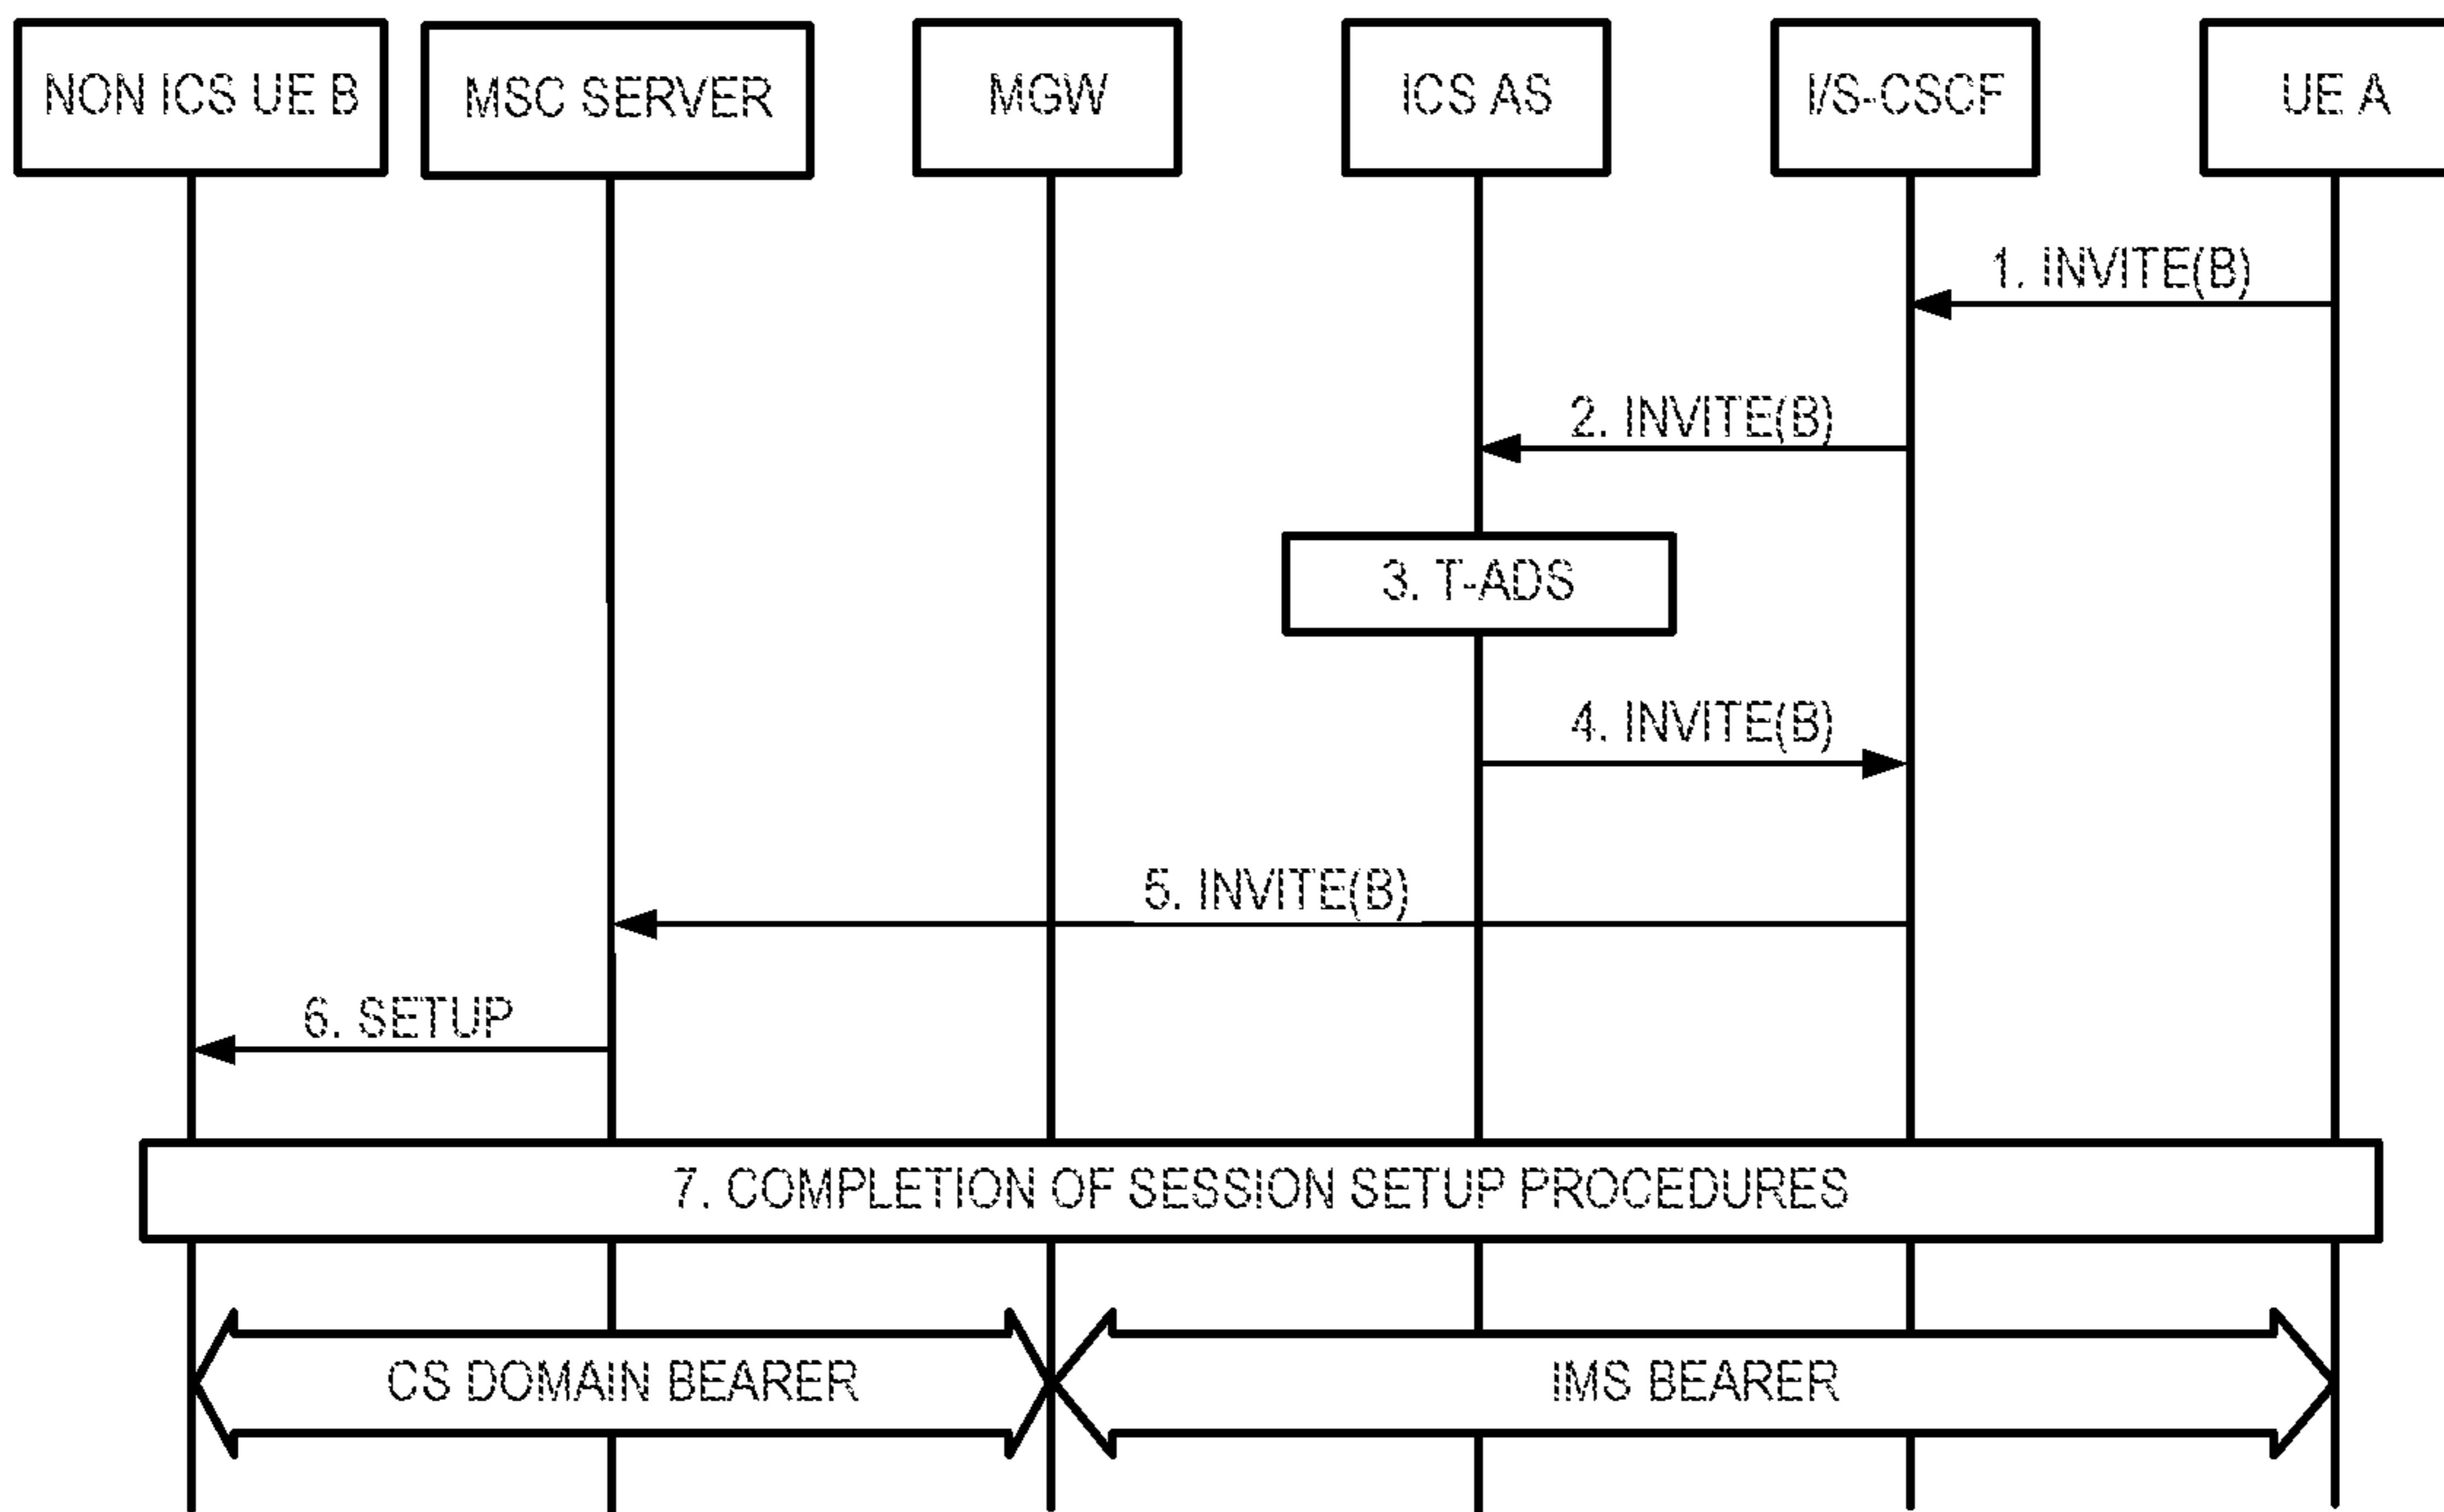 NON ICS UE B
MSC SERVER
MGW
ICS AS
I/S-CSCF
UE A
1. INVITE(B)
2. INVITE(B)
3. T-ADS
4. INVITE(B)
5. INVITE(B)
6. SETUP
7. COMPLETION OF SESSION SETUP PROCEDURES
CS DOMAIN BEARER
IMS BEARER